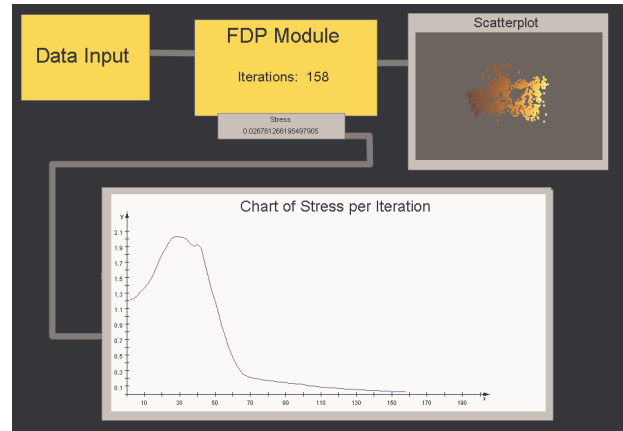 Data Input
FDP Module
Iterations: 158
Stress
0.026761266195497905
Scatterplot
Chart of Stress per Iteration
y
2.1
1.9
1.7
1.5
1.3
1.1
0.9
0.7
0.5
0.3
0.1
10 30 50 70 90 110 130 150 170 190
x